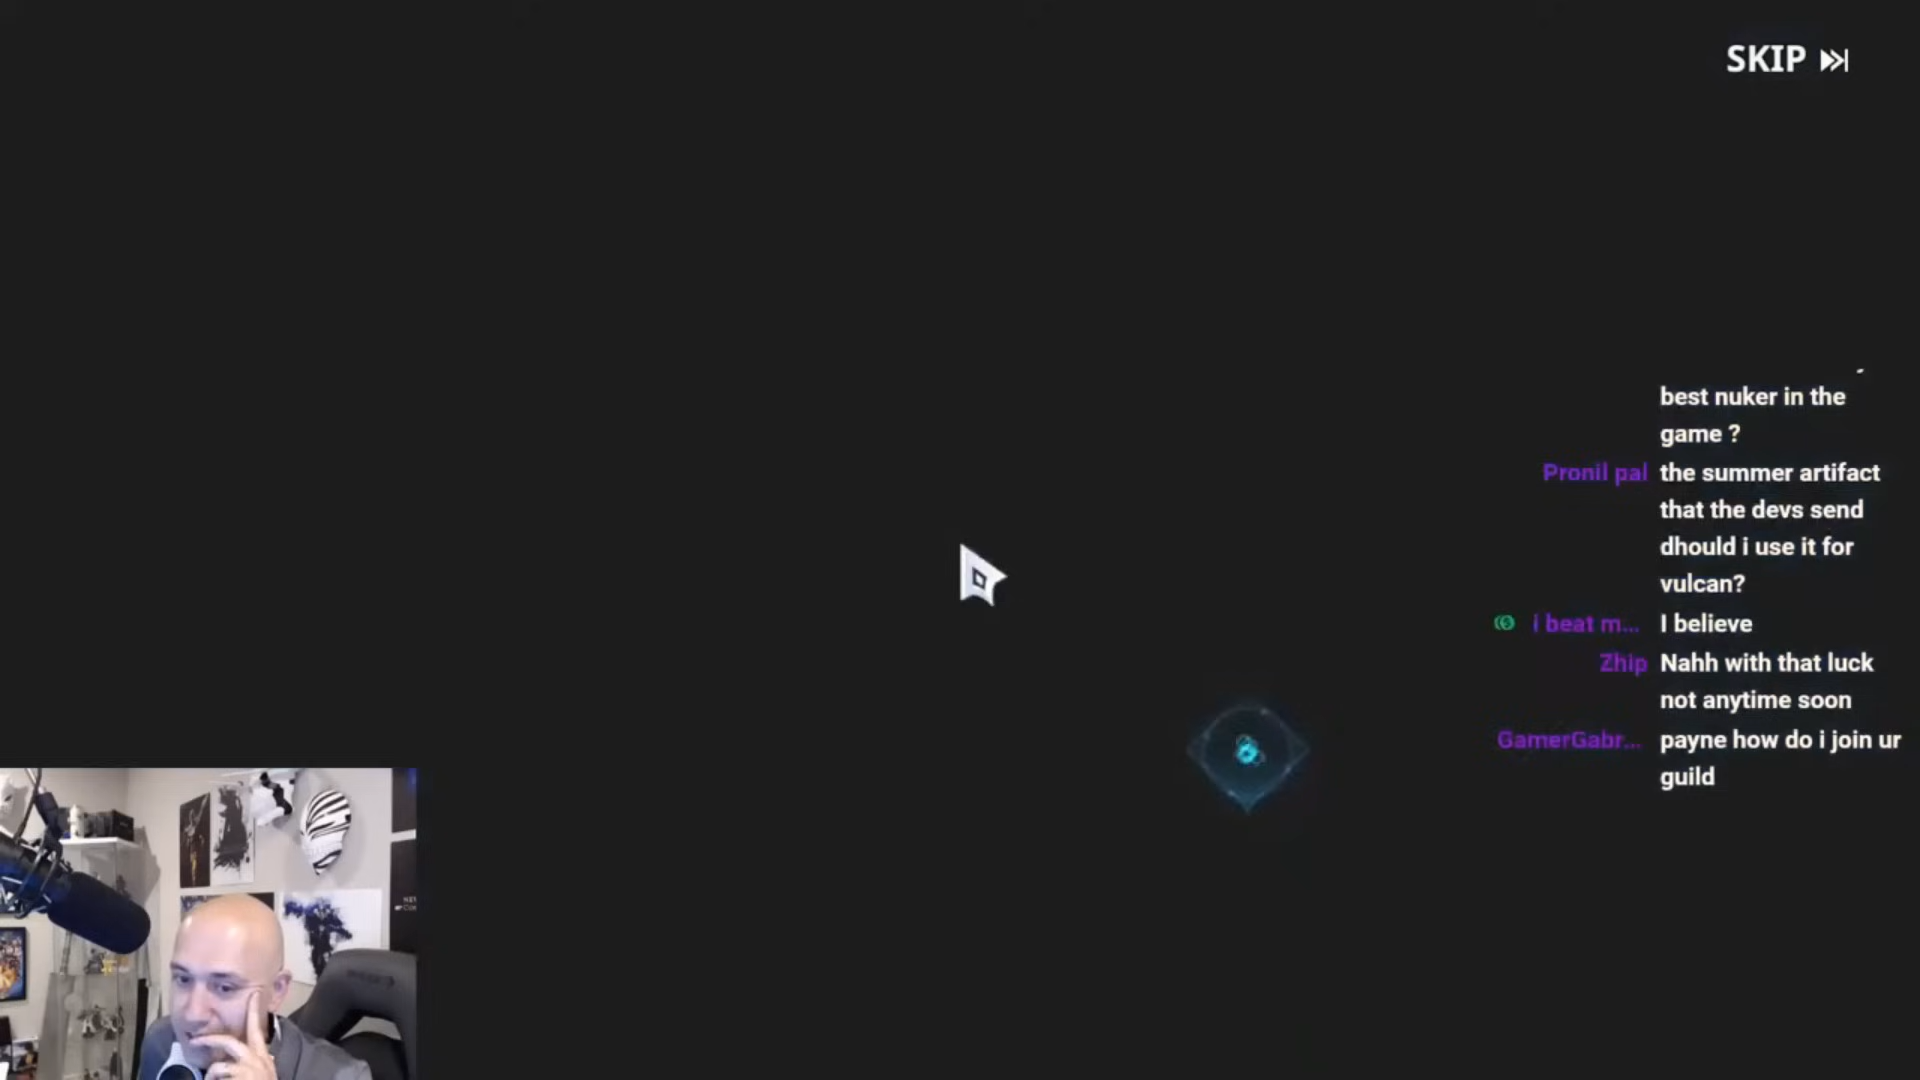 SKIP
best nuker in the
game ?
Pronil pal the summer artifact
that the devs send
dhould i use it for
vulcan?
i beat m... I believe
Zhip Nahh with that luck
not anytime soon
GamerGabr... payne how do i join ur
guild